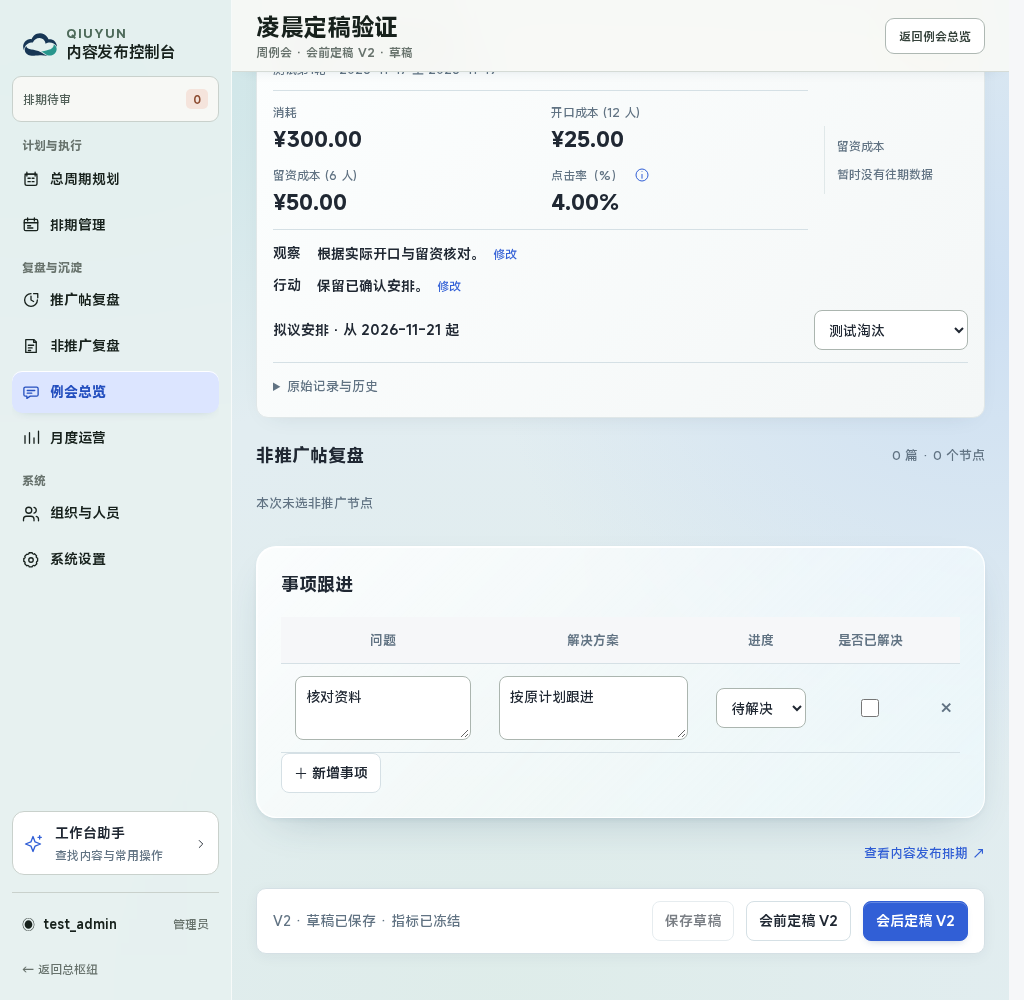 QIUYUN
内容发布控制台
排期待审
0
计划与执行
总周期规划
排期管理
复盘与沉淀
推广帖复盘
非推广复盘
例会总览
月度运营
系统
组织与人员
系统设置
工作台助手
查找内容与常用操作
test_admin
管理员
← 返回总枢纽
凌晨定稿验证
周例会 · 会前定稿 V2 · 草稿
返回例会总览
消耗
¥300.00
开口成本 (12 人)
¥25.00
留资成本 (6 人)
¥50.00
点击率（%）
4.00%
留资成本
暂时没有往期数据
观察 根据实际开口与留资核对。 修改
行动 保留已确认安排。 修改
拟议安排 · 从 2026-11-21 起
测试淘汰
原始记录与历史
非推广帖复盘
0 篇 · 0 个节点
本次未选非推广节点
事项跟进
问题 解决方案 进度 是否已解决
核对资料 按原计划跟进 待解决 ×
＋ 新增事项
查看内容发布排期 ↗
V2 · 草稿已保存 · 指标已冻结
保存草稿
会前定稿 V2
会后定稿 V2